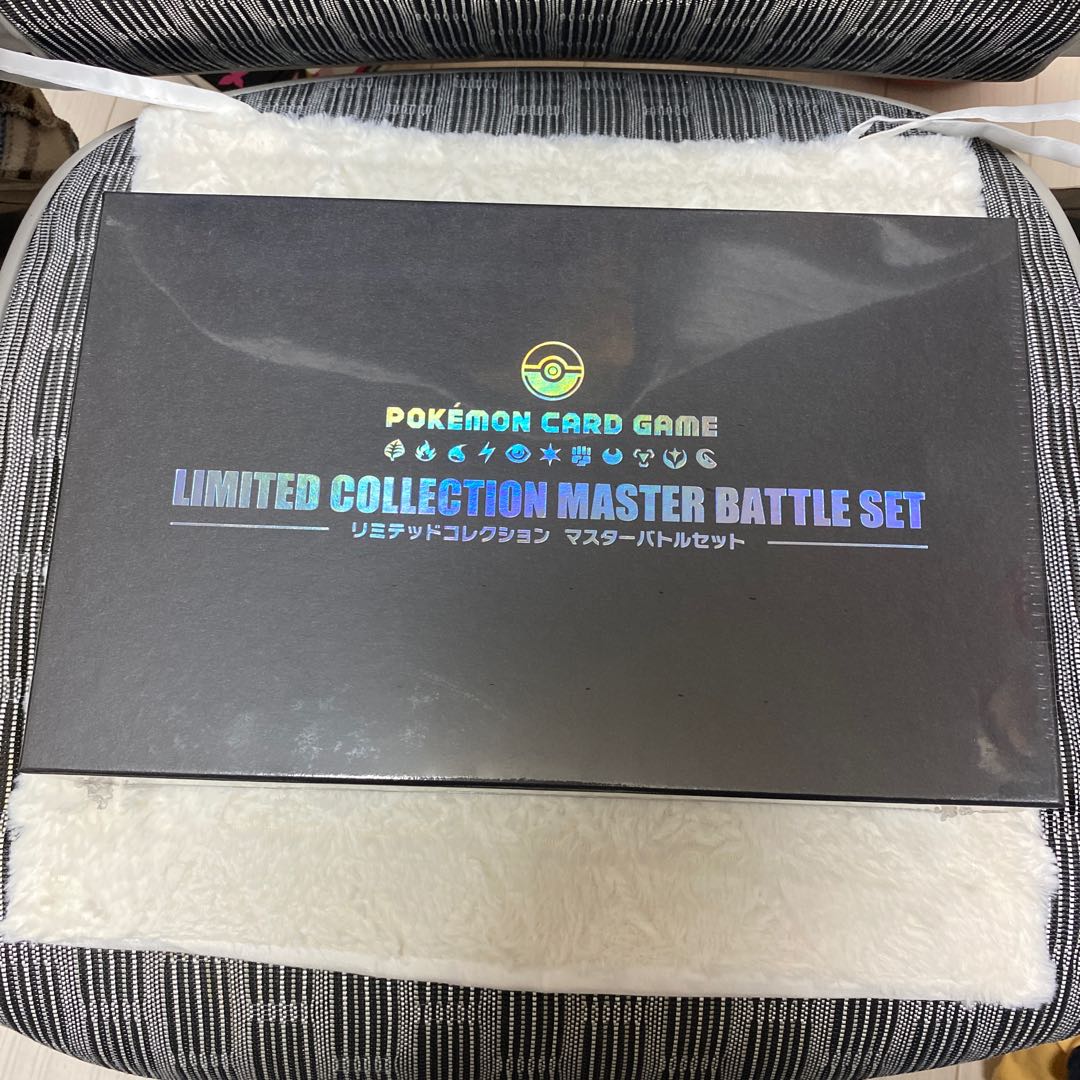 POKÉMON CARD GAME
LIMITED COLLECTION MASTER BATTLE SET
リミテッドコレクション マスターバトルセット